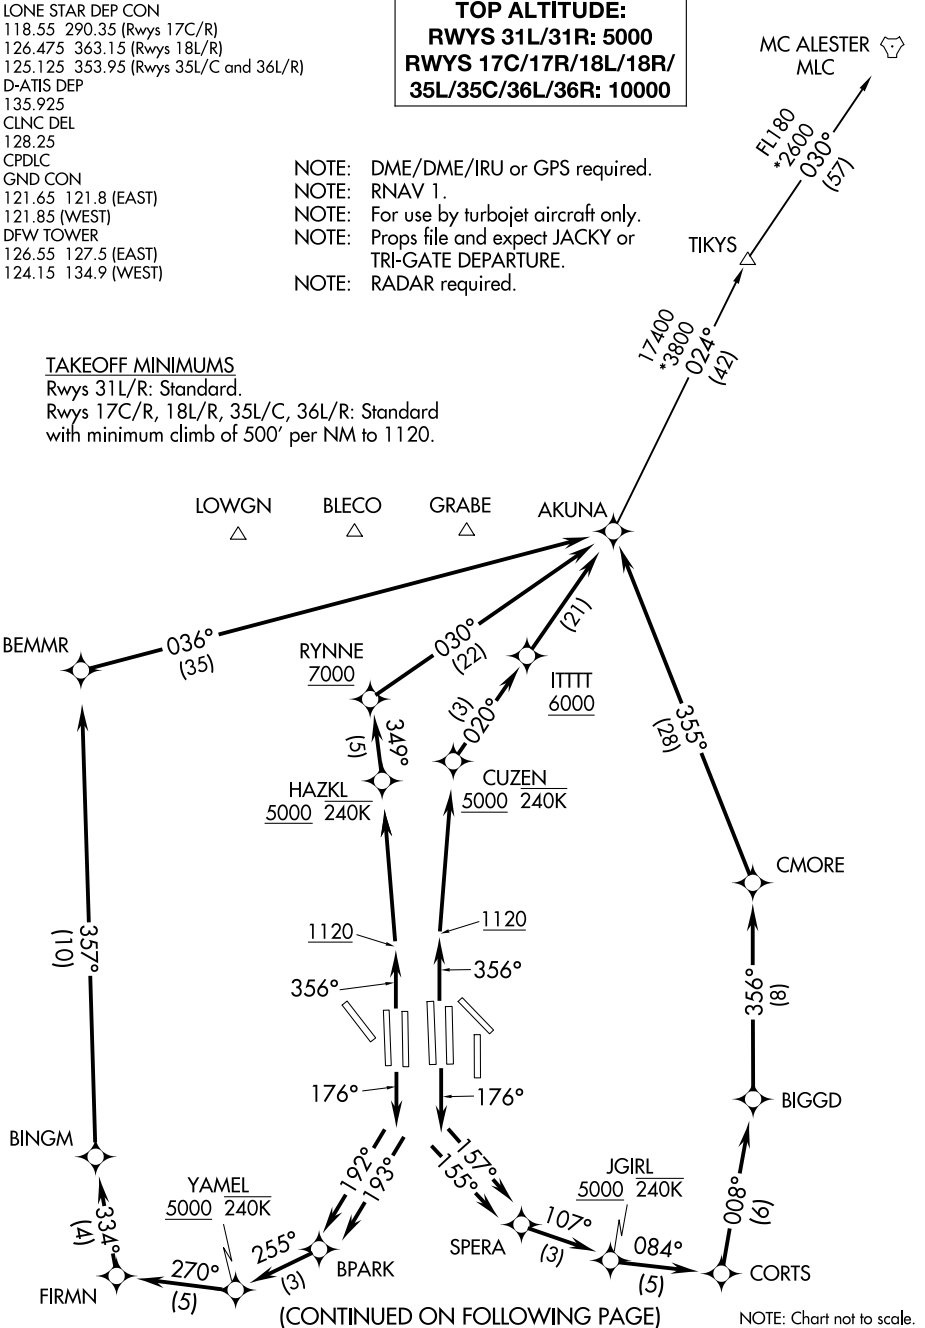 LONE STAR DEP CON
118.55 290.35 (Rwys 17C/R)
126.475 363.15 (Rwys 18L/R)
125.125 353.95 (Rwys 35L/C and 36L/R)
D-ATIS DEP
135.925
CLNC DEL
128.25
CPDLC
GND CON
121.65 121.8 (EAST)
121.85 (WEST)
DFW TOWER
126.55 127.5 (EAST)
124.15 134.9 (WEST)
TOP ALTITUDE:
RWYS 31L/31R: 5000
RWYS 17C/17R/18L/18R/
35L/35C/36L/36R: 10000
MC ALESTER
MLC
NOTE: DME/DME/IRU or GPS required.
NOTE: RNAV 1.
NOTE: For use by turbojet aircraft only.
NOTE: Props file and expect JACKY or
TRI-GATE DEPARTURE.
NOTE: RADAR required.
FL180
*2600
030°
(57)
TIKYS
17400
*3800
024°
(42)
TAKEOFF MINIMUMS
Rwys 31L/R: Standard.
Rwys 17C/R, 18L/R, 35L/C, 36L/R: Standard
with minimum climb of 500' per NM to 1120.
LOWGN
BLECO
GRABE
AKUNA
BEMMR
036°
(35)
RYNNE
7000
030°
(22)
(21)
ITTTT
6000
(3)
020°
349°
(5)
355°
(28)
HAZKL
5000 240K
CUZEN
5000 240K
CMORE
357°
(10)
1120
1120
356°
356°
356°
(8)
176°
176°
BIGGD
BINGM
192°
193°
157°
155°
YAMEL
5000 240K
JGIRL
5000 240K
334°
(4)
008°
(6)
255°
(3)
BPARK
SPERA
107°
(3)
084°
(5)
CORTS
FIRMN
270°
(5)
(CONTINUED ON FOLLOWING PAGE)
NOTE: Chart not to scale.